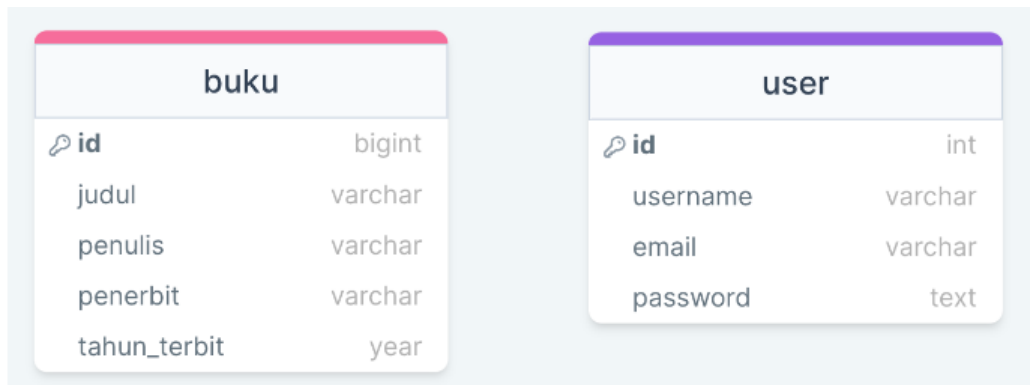 buku
id bigint
judul varchar
penulis varchar
penerbit varchar
tahun_terbit year
user
id int
username varchar
email varchar
password text